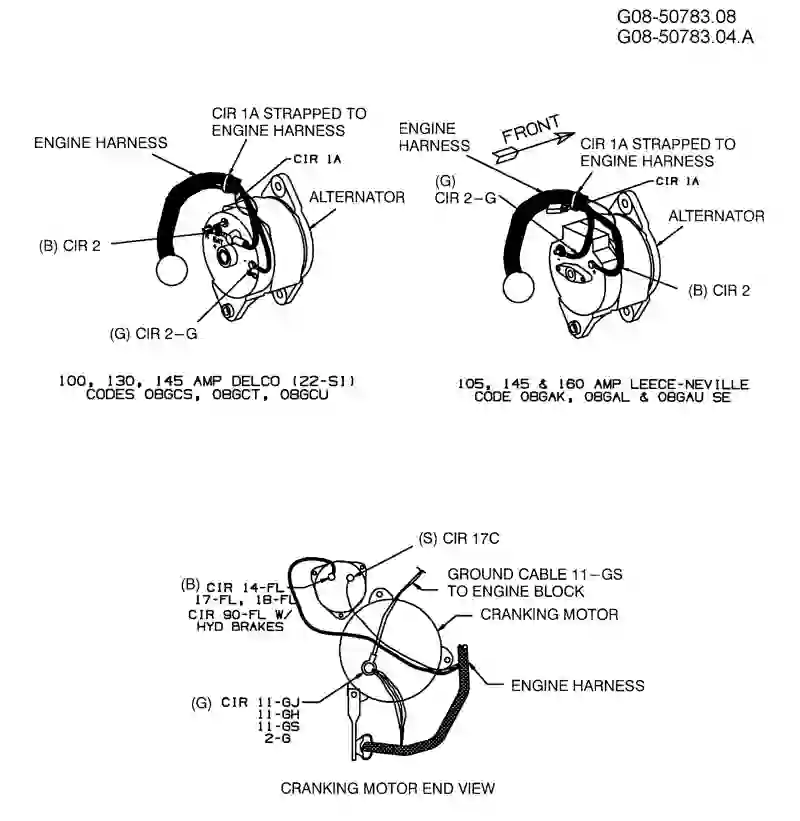 G08-50783.08
G08-50783.04.A
CIR 1A STRAPPED TO
ENGINE HARNESS
ENGINE HARNESS
CIR 1A
ALTERNATOR
(B) CIR 2
BAT
(G) CIR 2-G
100, 130, 145 AMP DELCO (22-SI)
CODES 08GCS, 08GCT, 08GCU
ENGINE
HARNESS
FRONT
CIR 1A STRAPPED TO
ENGINE HARNESS
(G)
CIR 2-G
CIR 1A
ALTERNATOR
(B) CIR 2
105, 145 & 160 AMP LEECE-NEVILLE
CODE 08GAK, 08GAL & 08GAU SE
(S) CIR 17C
(B) CIR 14-FL
17-FL, 18-FL
CIR 90-FL W/
HYD BRAKES
GROUND CABLE 11-GS
TO ENGINE BLOCK
CRANKING MOTOR
ENGINE HARNESS
(G) CIR 11-GJ
11-GH
11-GS
2-G
CRANKING MOTOR END VIEW